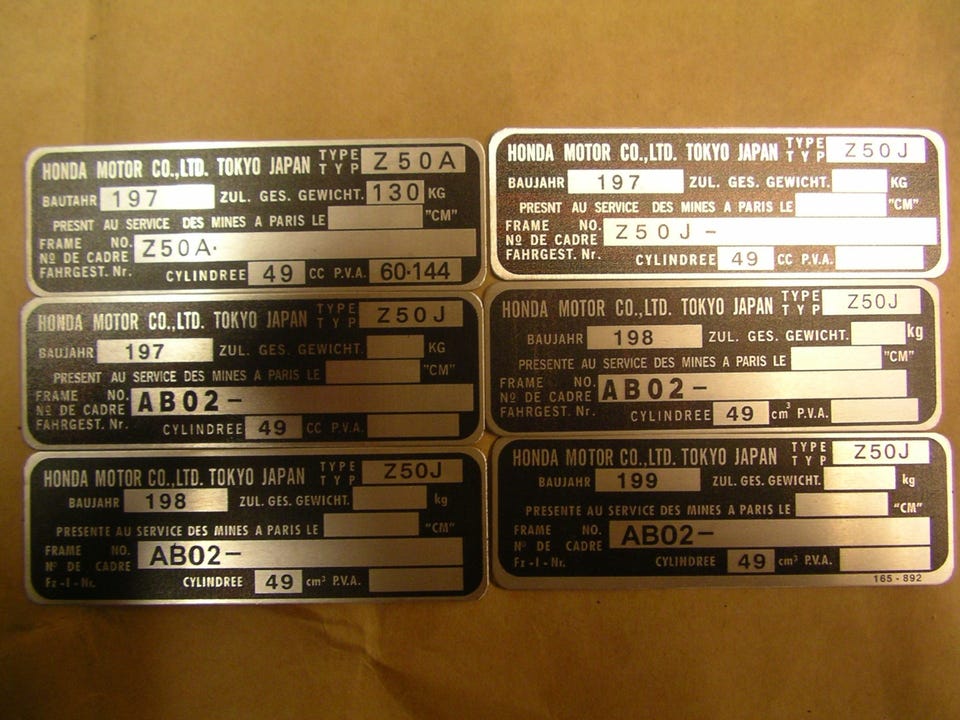 HONDA MOTOR CO.,LTD. TOKYO JAPAN TYPE TYP Z50A
BAUTAHR 197 ZUL. GES. GEWICHT. 130 KG
PRESNT AU SERVICE DES MINES A PARIS LE "CM"
FRAME NO. Nº DE CADRE FAHRGEST. Nr. Z50A·
CYLINDREE 49 CC P.V.A. 60·144
HONDA MOTOR CO.,LTD. TOKYO JAPAN TYPE TYP Z50J
BAUJAHR 197 ZUL. GES. GEWICHT. KG
PRESNT AU SERVICE DES MINES A PARIS LE "CM"
FRAME NO. Nº DE CADRE FAHRGEST. Nr. Z50J-
CYLINDREE 49 CC P.V.A.
HONDA MOTOR CO.,LTD. TOKYO JAPAN TYPE TYP Z50J
BAUJAHR 197 ZUL. GES. GEWICHT. KG
PRESENT AU SERVICE DES MINES A PARIS LE "CM"
FRAME NO. Nº DE CADRE FAHRGEST. Nr. AB02-
CYLINDREE 49 CC P.V.A.
HONDA MOTOR CO.,LTD. TOKYO JAPAN TYPE TYP Z50J
BAUJAHR 198 ZUL. GES. GEWICHT. kg
PRESENTE AU SERVICE DES MINES A PARIS LE "CM"
FRAME NO. Nº DE CADRE FAHRGEST. Nr. AB02-
CYLINDREE 49 cm³ P.V.A.
HONDA MOTOR CO.,LTD. TOKYO JAPAN TYPE TYP Z50J
BAUJAHR 198 ZUL. GES. GEWICHT. kg
PRESENTE AU SERVICE DES MINES A PARIS LE "CM"
FRAME NO. Nº DE CADRE Fz-I-Nr. AB02-
CYLINDREE 49 cm³ P.V.A.
HONDA MOTOR CO.,LTD. TOKYO JAPAN TYPE TYP Z50J
BAUJAHR 199 ZUL. GES. GEWICHT. kg
PRESENTE AU SERVICE DES MINES A PARIS LE "CM"
FRAME NO. Nº DE CADRE Fz-I-Nr. AB02-
CYLINDREE 49 cm³ P.V.A.
165-892